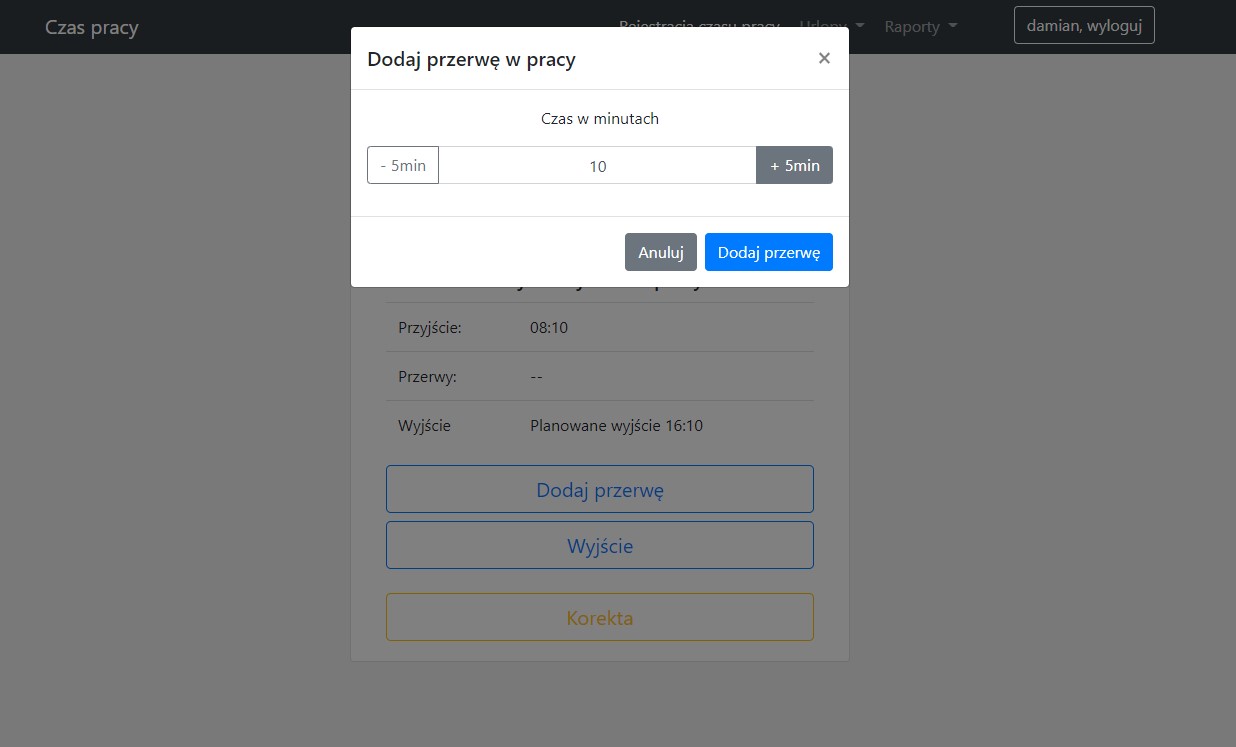 Czas pracy
Rejestracja czasu pracy Urlopy Raporty damian, wyloguj
Dodaj przerwę w pracy ×
Czas w minutach
- 5min 10 + 5min
Anuluj Dodaj przerwę
Przyjście: 08:10
Przerwy: --
Wyjście Planowane wyjście 16:10
Dodaj przerwę
Wyjście
Korekta